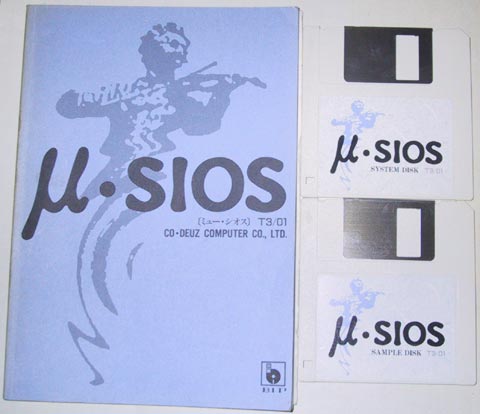 μ・SIOS
[ミュー・シオス] T3/01
CO・DEUZ COMPUTER CO., LTD.
μ・SIOS
SYSTEM DISK T3-01
μ・SIOS
SAMPLE DISK T3-01